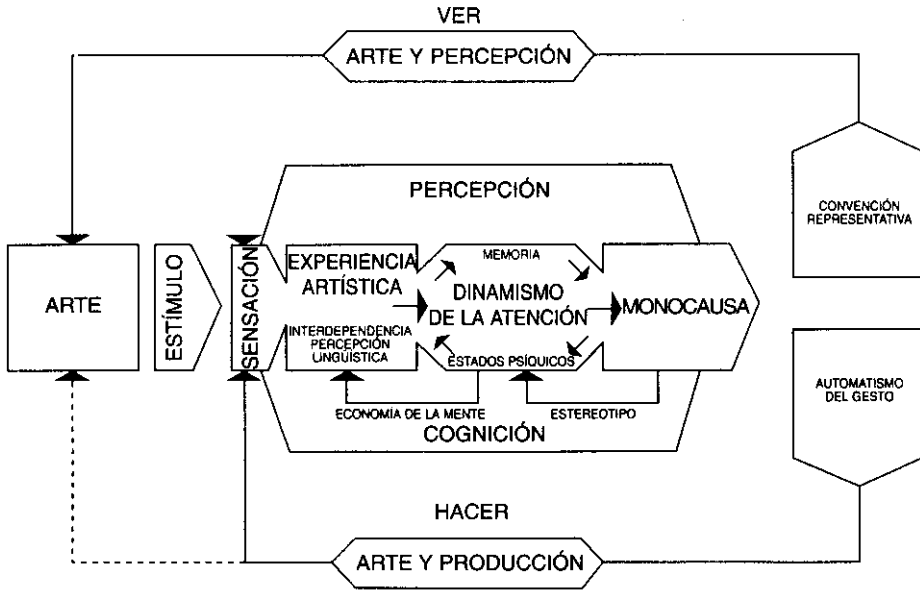 VER
ARTE Y PERCEPCIÓN
PERCEPCIÓN
CONVENCIÓN
REPRESENTATIVA
ARTE
ESTÍMULO
SENSACIÓN
EXPERIENCIA
ARTÍSTICA
INTERDEPENDENCIA
PERCEPCIÓN
LINGÜÍSTICA
MEMORIA
DINAMISMO
DE LA ATENCIÓN
ESTADOS PSÍQUICOS
MONOCAUSA
AUTOMATISMO
DEL GESTO
ECONOMÍA DE LA MENTE
ESTEREOTIPO
COGNICIÓN
HACER
ARTE Y PRODUCCIÓN